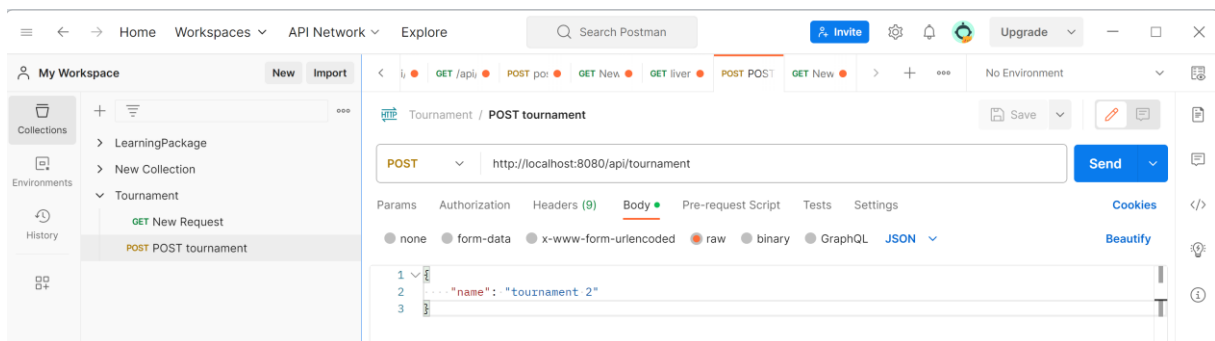 Home Workspaces API Network Explore Search Postman Invite Upgrade
My Workspace New Import GET /api/ POST pos GET New GET liver POST POST GET New No Environment
Collections
Tournament / POST tournament Save
LearningPackage
New Collection
Environments
Tournament
POST http://localhost:8080/api/tournament Send
GET New Request
History
POST POST tournament
Params Authorization Headers (9) Body Pre-request Script Tests Settings Cookies
none form-data x-www-form-urlencoded raw binary GraphQL JSON Beautify
1 {
2 "name": "tournament 2"
3 }